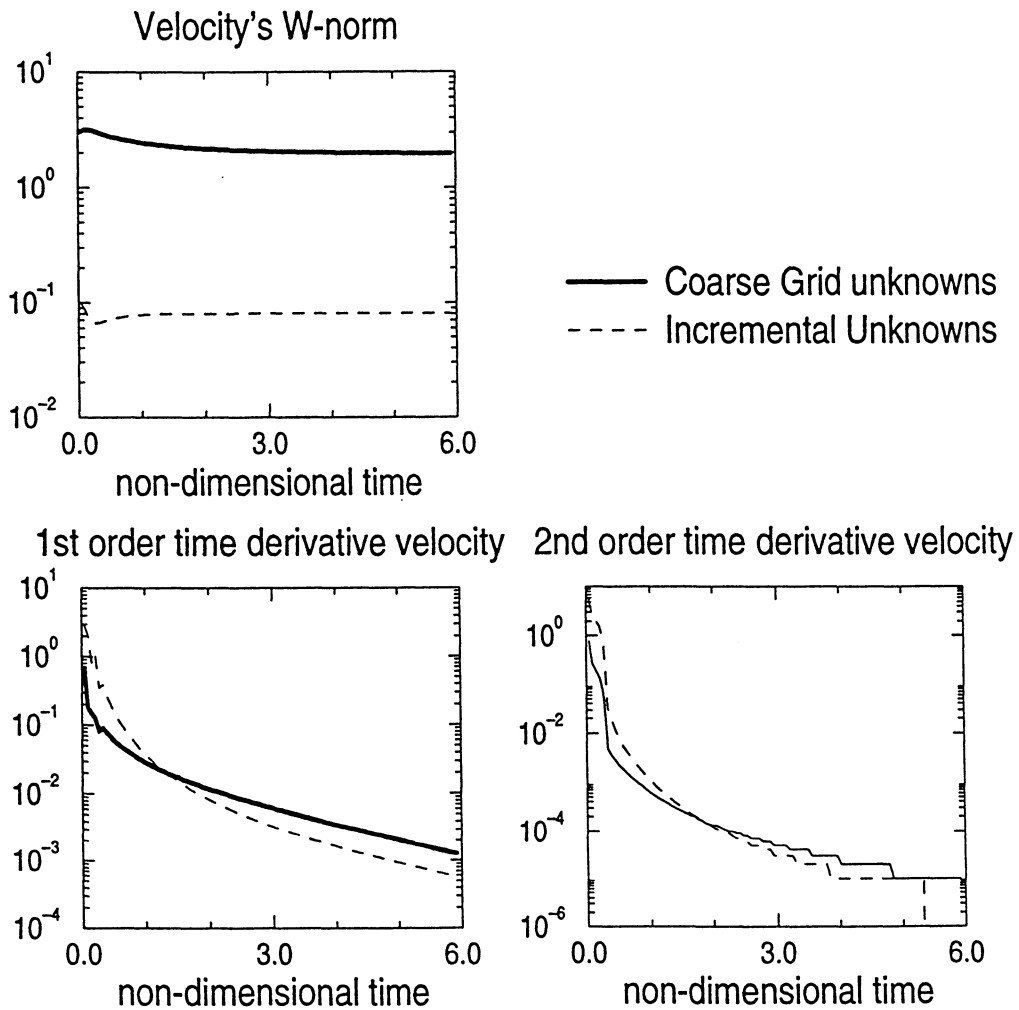 Velocity's W-norm
10^1
10^0
10^-1
10^-2
0.0 3.0 6.0
non-dimensional time
Coarse Grid unknowns
Incremental Unknowns
1st order time derivative velocity
10^1
10^0
10^-1
10^-2
10^-3
10^-4
0.0 3.0 6.0
non-dimensional time
2nd order time derivative velocity
10^0
10^-2
10^-4
10^-6
0.0 3.0 6.0
non-dimensional time